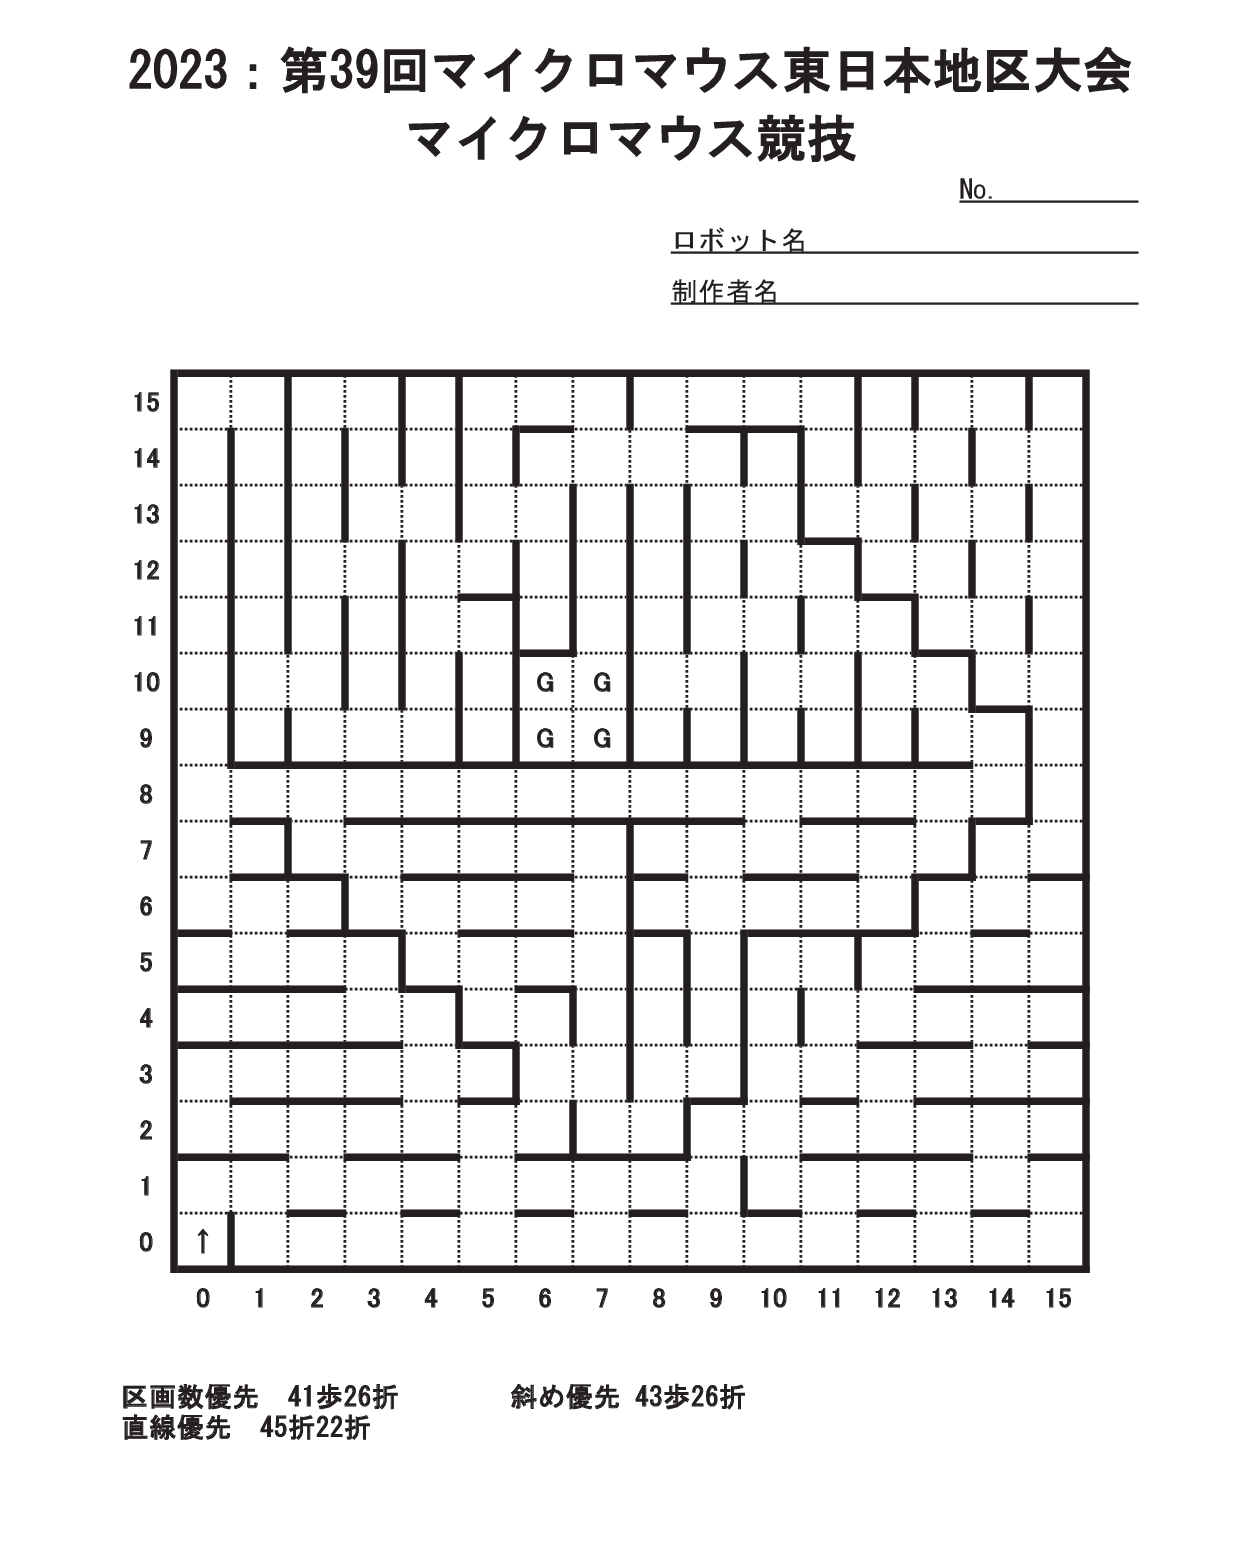 2023：第39回マイクロマウス東日本地区大会
マイクロマウス競技
No.
ロボット名
制作者名
15
14
13
12
11
10 G G
9 G G
8
7
6
5
4
3
2
1
0 ↑
0 1 2 3 4 5 6 7 8 9 10 11 12 13 14 15
区画数優先 41歩26折 斜め優先 43歩26折
直線優先 45折22折